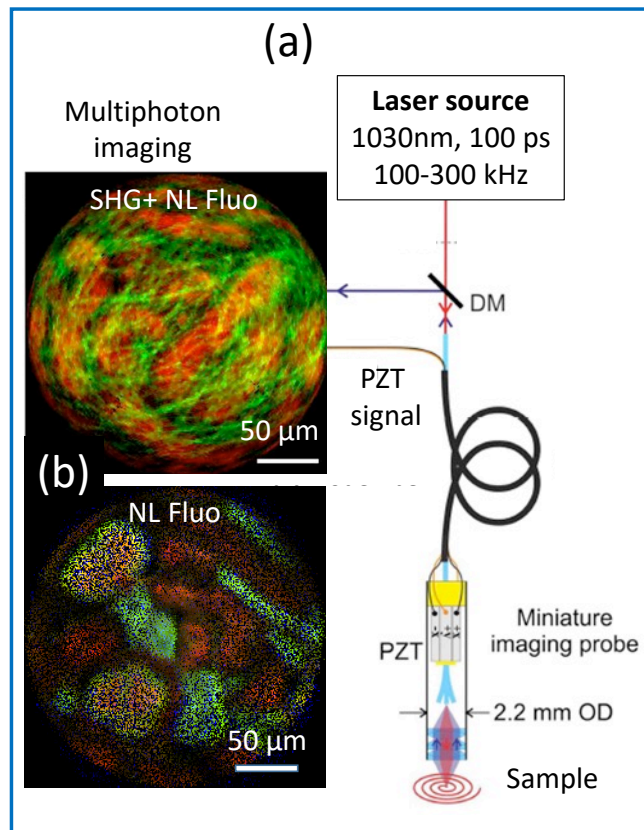 (a)
Multiphoton
imaging
Laser source
1030nm, 100 ps
100-300 kHz
SHG+ NL Fluo
DM
PZT
signal
50 μm
(b)
NL Fluo
PZT
Miniature
imaging probe
2.2 mm OD
50 μm
Sample